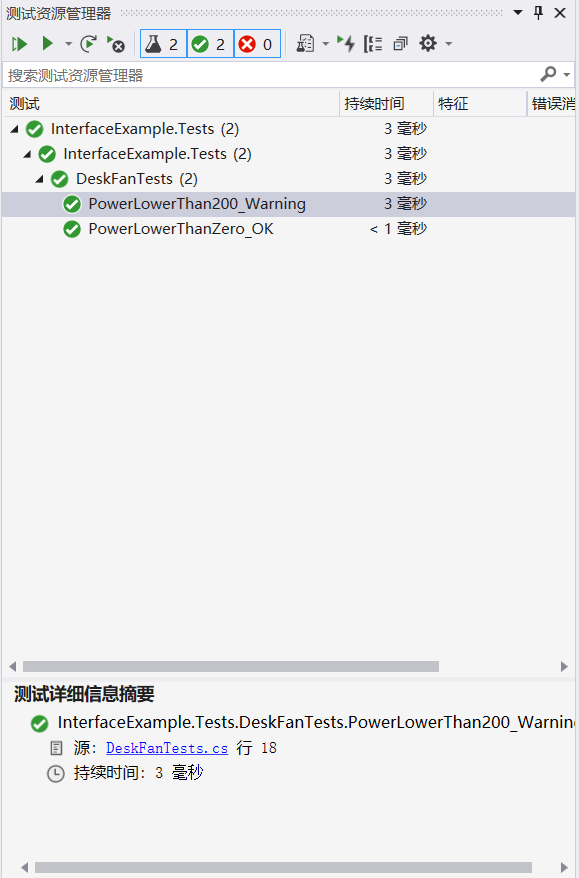 测试资源管理器
2 2 0
搜索测试资源管理器
测试 持续时间 特征 错误消
InterfaceExample.Tests (2) 3 毫秒
InterfaceExample.Tests (2) 3 毫秒
DeskFanTests (2) 3 毫秒
PowerLowerThan200_Warning 3 毫秒
PowerLowerThanZero_OK < 1 毫秒
测试详细信息摘要
InterfaceExample.Tests.DeskFanTests.PowerLowerThan200_Warnin
源: DeskFanTests.cs 行 18
持续时间: 3 毫秒